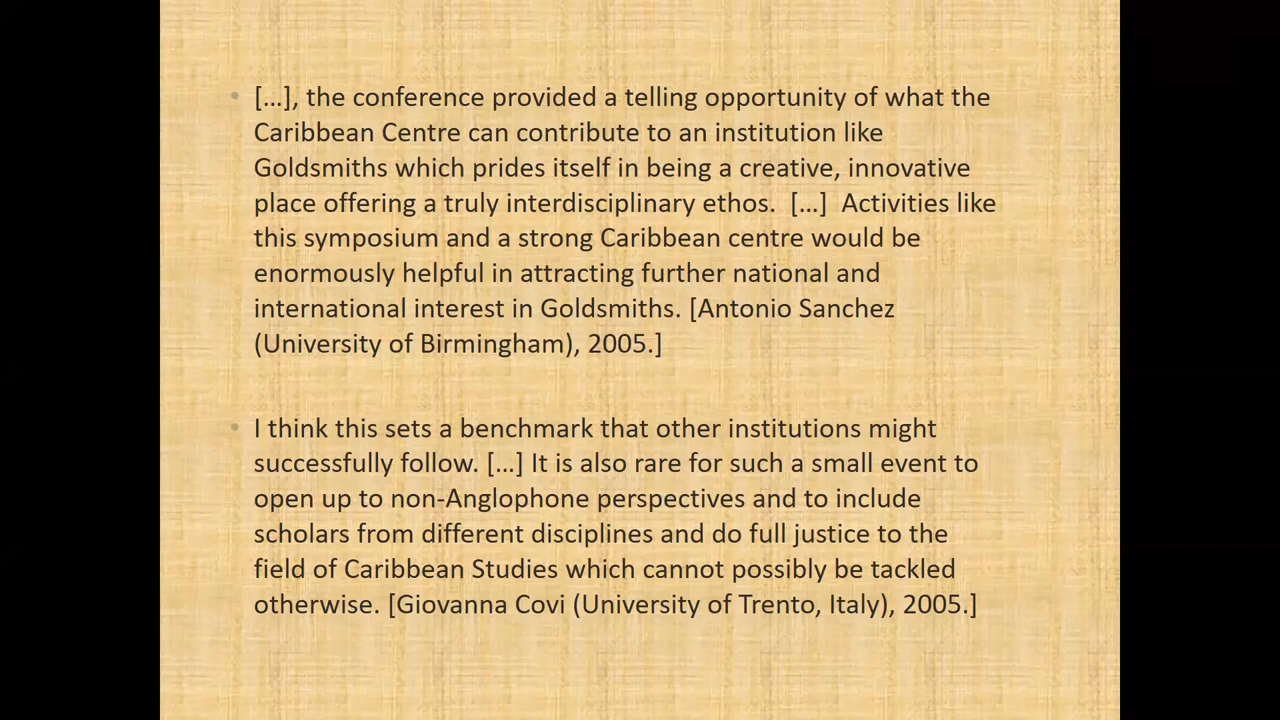 • […], the conference provided a telling opportunity of what the
Caribbean Centre can contribute to an institution like
Goldsmiths which prides itself in being a creative, innovative
place offering a truly interdisciplinary ethos.  […]  Activities like
this symposium and a strong Caribbean centre would be
enormously helpful in attracting further national and
international interest in Goldsmiths. [Antonio Sanchez
(University of Birmingham), 2005.]
• I think this sets a benchmark that other institutions might
successfully follow. […] It is also rare for such a small event to
open up to non-Anglophone perspectives and to include
scholars from different disciplines and do full justice to the
field of Caribbean Studies which cannot possibly be tackled
otherwise. [Giovanna Covi (University of Trento, Italy), 2005.]